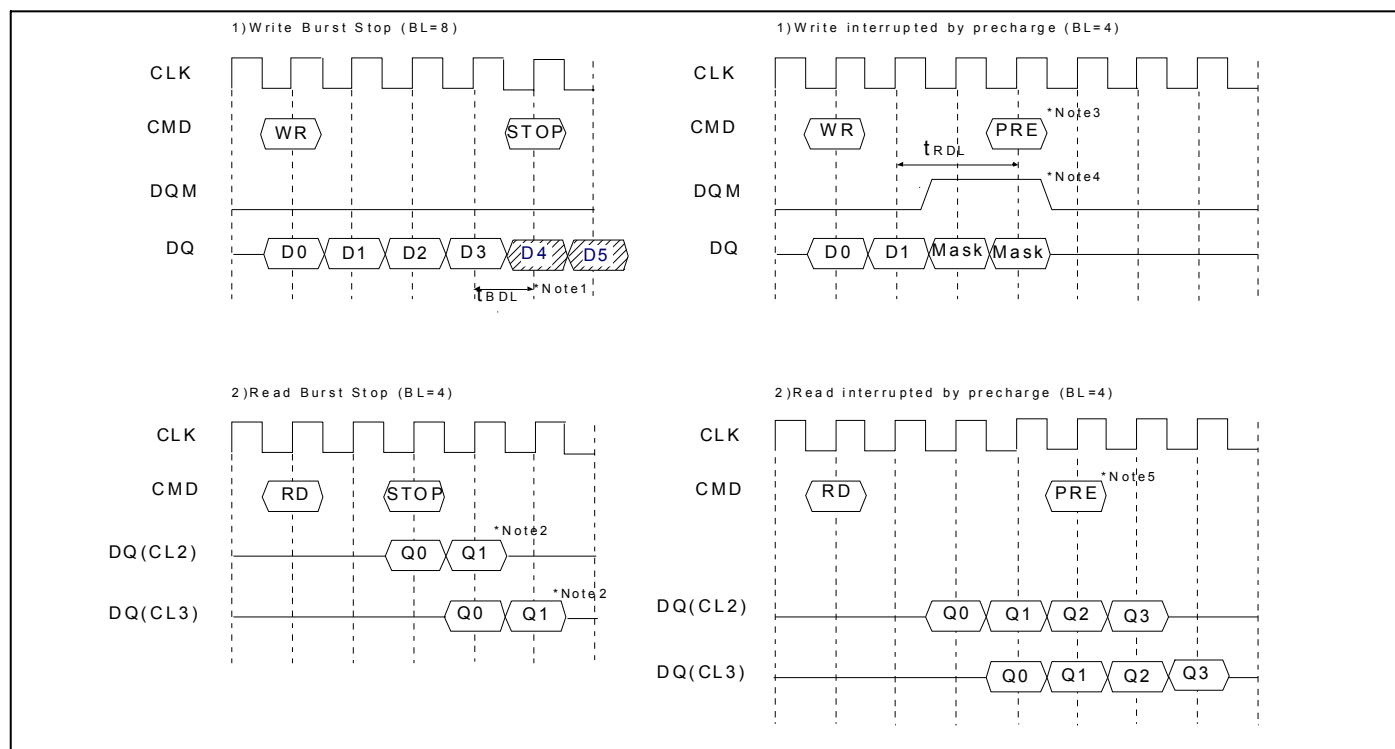 1)Write Burst Stop (BL=8)
CLK
CMD
WR
STOP
DQM
DQ
D0
D1
D2
D3
D4
D5
tBDL
*Note1
1)Write interrupted by precharge (BL=4)
CLK
CMD
WR
PRE
*Note3
tRDL
DQM
*Note4
DQ
D0
D1
Mask
Mask
2)Read Burst Stop (BL=4)
CLK
CMD
RD
STOP
DQ(CL2)
Q0
Q1
*Note2
DQ(CL3)
Q0
Q1
*Note2
2)Read interrupted by precharge (BL=4)
CLK
CMD
RD
PRE
*Note5
DQ(CL2)
Q0
Q1
Q2
Q3
DQ(CL3)
Q0
Q1
Q2
Q3